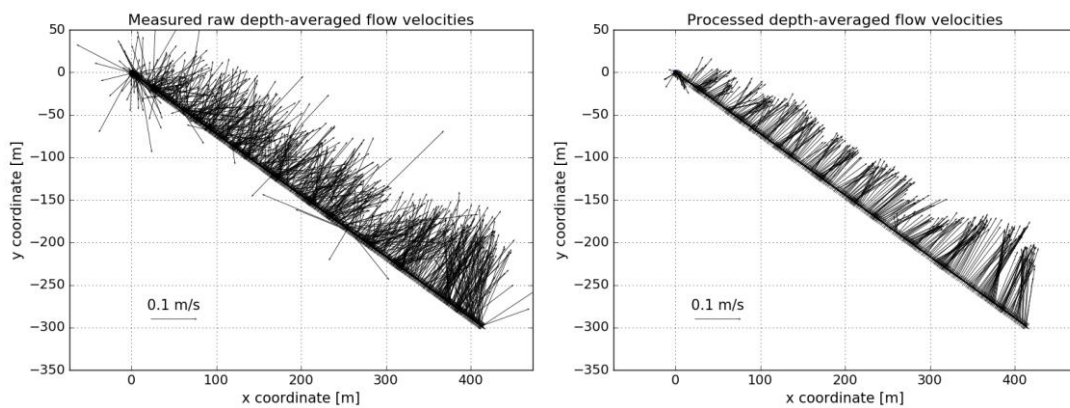 Measured raw depth-averaged flow velocities
50
0
−50
−100
−150
−200
−250
−300
−350
y coordinate [m]
0.1 m/s
0 100 200 300 400
x coordinate [m]
Processed depth-averaged flow velocities
50
0
−50
−100
−150
−200
−250
−300
−350
y coordinate [m]
0.1 m/s
0 100 200 300 400
x coordinate [m]